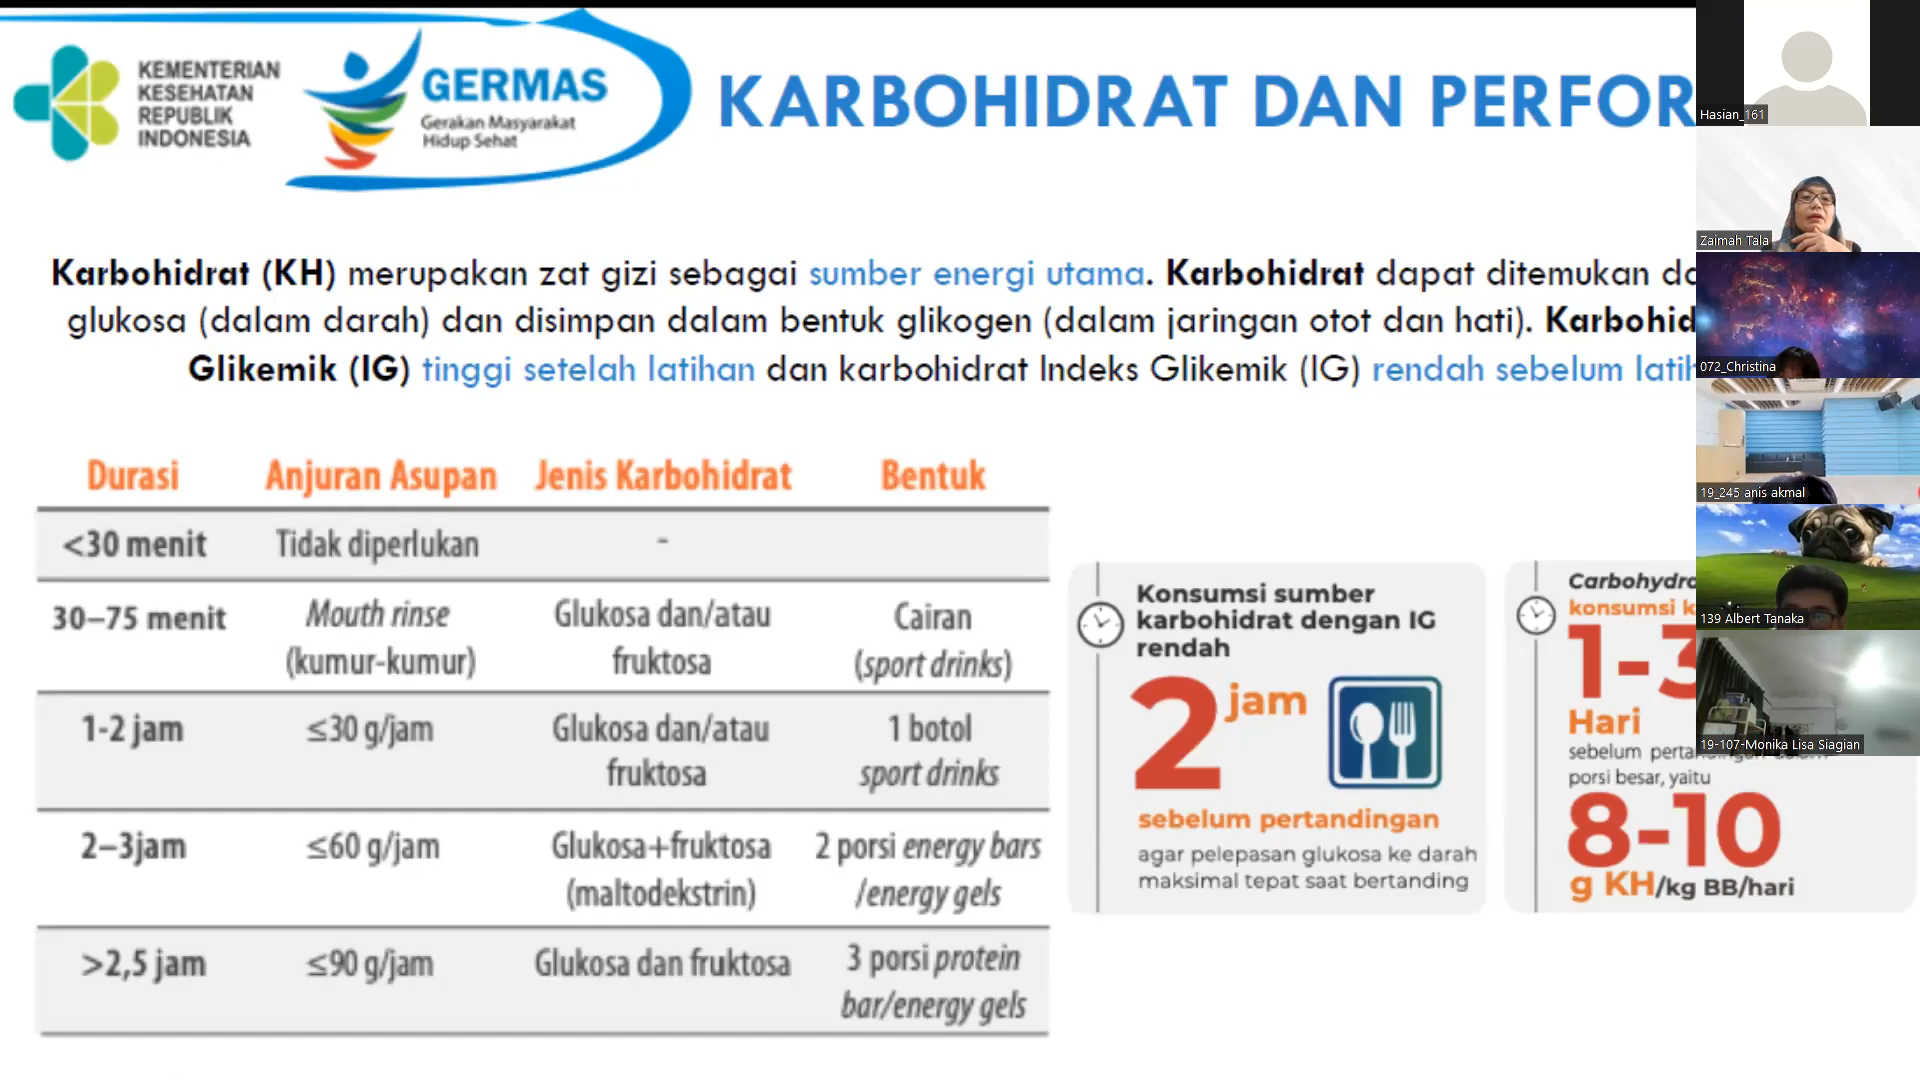 KEMENTERIAN
KESEHATAN
REPUBLIK
INDONESIA
GERMAS
Gerakan Masyarakat
Hidup Sehat
KARBOHIDRAT DAN PERFOR
Karbohidrat (KH) merupakan zat gizi sebagai sumber energi utama. Karbohidrat dapat ditemukan
glukosa (dalam darah) dan disimpan dalam bentuk glikogen (dalam jaringan otot dan hati). Karbohid
Glikemik (IG) tinggi setelah latihan dan karbohidrat Indeks Glikemik (IG) rendah sebelum
Durasi Anjuran Asupan Jenis Karbohidrat Bentuk
<30 menit Tidak diperlukan -
30–75 menit Mouth rinse Glukosa dan/atau Cairan
(kumur-kumur) fruktosa (sport drinks)
1-2 jam ≤30 g/jam Glukosa dan/atau 1 botol
fruktosa sport drinks
2–3jam ≤60 g/jam Glukosa+fruktosa 2 porsi energy bars
(maltodekstrin) /energy gels
>2,5 jam ≤90 g/jam Glukosa dan fruktosa 3 porsi protein
bar/energy gels
Konsumsi sumber
karbohidrat dengan IG
rendah
2 jam
sebelum pertandingan
agar pelepasan glukosa ke darah
maksimal tepat saat bertanding
Carbohydr
konsumsi
1-3
Hari
sebelum
porsi besar, yaitu
8-10
g KH/kg BB/hari
Hasian_161
Zaimah Tala
072_Christina
19_245 anis akmal
139 Albert Tanaka
19-107-Monika Lisa Siagian